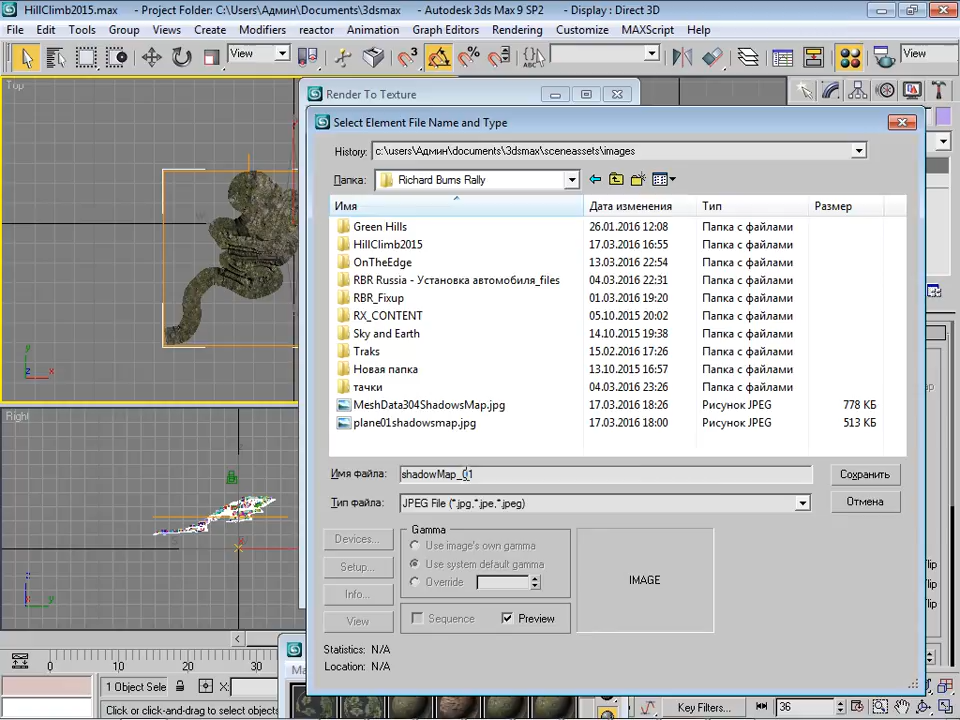 HillClimb2015.max - Project Folder: C:\Users\Админ\Documents\3dsmax - Autodesk 3ds Max 9 SP2 - Display : Direct 3D
File Edit Tools Group Views Create Modifiers reactor Animation Graph Editors Rendering Customize MAXScript Help
View
View
Top
Render To Texture
Select Element File Name and Type
History: c:\users\Админ\documents\3dsmax\sceneassets\images
Папка: Richard Burns Rally
Имя Дата изменения Тип Размер
Green Hills 26.01.2016 12:08 Папка с файлами
HillClimb2015 17.03.2016 16:55 Папка с файлами
OnTheEdge 13.03.2016 22:54 Папка с файлами
RBR Russia - Установка автомобиля_files 04.03.2016 22:31 Папка с файлами
RBR_Fixup 01.03.2016 19:20 Папка с файлами
RX_CONTENT 05.10.2015 20:02 Папка с файлами
Sky and Earth 14.10.2015 19:38 Папка с файлами
Traks 15.02.2016 17:26 Папка с файлами
Новая папка 13.10.2015 16:57 Папка с файлами
тачки 04.03.2016 23:26 Папка с файлами
MeshData304ShadowsMap.jpg 17.03.2016 18:26 Рисунок JPEG 778 КБ
plane01shadowsmap.jpg 17.03.2016 18:00 Рисунок JPEG 513 КБ
Right
Имя файла: shadowMap_01 Сохранить
Тип файла: JPEG File (*.jpg,*.jpe,*.jpeg) Отмена
Gamma
Devices...
Use image's own gamma
Setup...
Use system default gamma
Override
Info...
IMAGE
View
Sequence Preview
Statistics: N/A
Location: N/A
0 10 20 30
1 Object Sele X:
Click or click-and-drag to select objects
Key Filters... 36